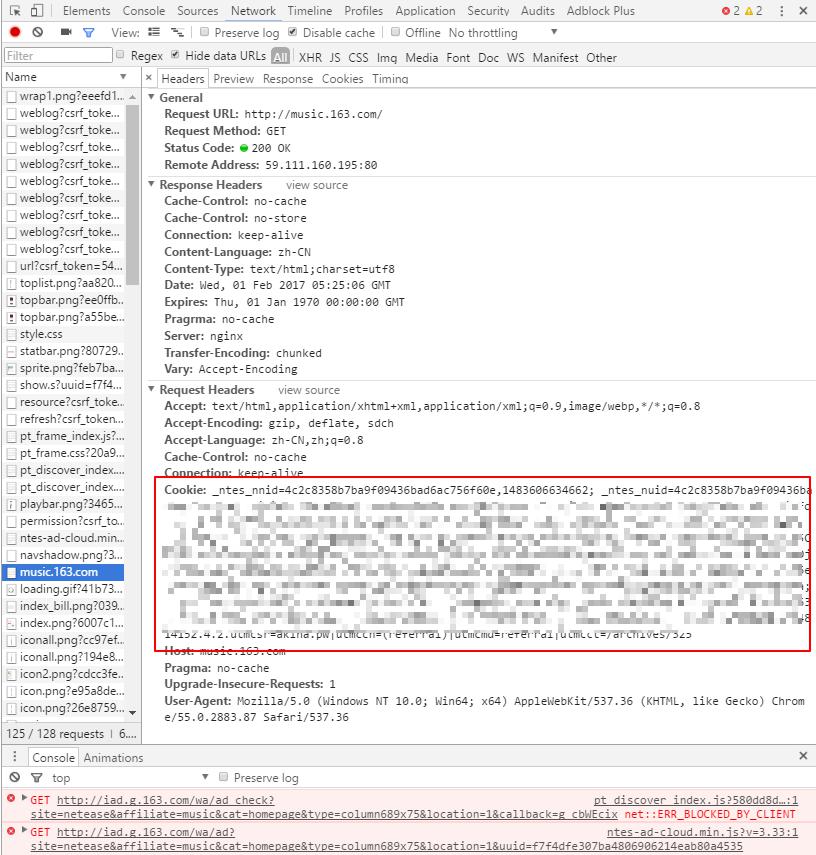 Elements Console Sources Network Timeline Profiles Application Security Audits Adblock Plus 2 2
View: Preserve log Disable cache Offline No throttling
Filter Regex Hide data URLs All XHR JS CSS Img Media Font Doc WS Manifest Other
Name
× Headers Preview Response Cookies Timing
wrap1.png?eeefd1...
weblog?csrf_toke...
weblog?csrf_toke...
weblog?csrf_toke...
weblog?csrf_toke...
weblog?csrf_toke...
weblog?csrf_toke...
weblog?csrf_toke...
weblog?csrf_toke...
weblog?csrf_toke...
url?csrf_token=54...
toplist.png?aa820...
topbar.png?ee0ffb...
topbar.png?a55be...
style.css
statbar.png?80729...
sprite.png?feb7ba...
show.s?uuid=f7f4...
resource?csrf_toke...
refresh?csrf_token...
pt_frame_index.js?...
pt_frame.css?20a9...
pt_discover_index....
pt_discover_index....
playbar.png?3465...
permission?csrf_to...
ntes-ad-cloud.min...
navshadow.png?3...
music.163.com
loading.gif?41b73...
index_bill.png?039...
index.png?6007c1...
iconall.png?cc97ef...
iconall.png?194e8...
icon2.png?cdcc3fe...
icon.png?e95a8de...
icon.png?26e8759...
125 / 128 requests | 6....
General
Request URL: http://music.163.com/
Request Method: GET
Status Code: 200 OK
Remote Address: 59.111.160.195:80
Response Headers view source
Cache-Control: no-cache
Cache-Control: no-store
Connection: keep-alive
Content-Language: zh-CN
Content-Type: text/html;charset=utf8
Date: Wed, 01 Feb 2017 05:25:06 GMT
Expires: Thu, 01 Jan 1970 00:00:00 GMT
Pragrma: no-cache
Server: nginx
Transfer-Encoding: chunked
Vary: Accept-Encoding
Request Headers view source
Accept: text/html,application/xhtml+xml,application/xml;q=0.9,image/webp,*/*;q=0.8
Accept-Encoding: gzip, deflate, sdch
Accept-Language: zh-CN,zh;q=0.8
Cache-Control: no-cache
Connection: keep-alive
Cookie: _ntes_nnid=4c2c8358b7ba9f09436bad6ac756f60e,1483606634662; _ntes_nuid=4c2c8358b7ba9f09436ba
14152.4.2.utmcsr=akina.pw|utmccn=(referral)|utmcmd=referral|utmcct=/archives/325
Host: music.163.com
Pragma: no-cache
Upgrade-Insecure-Requests: 1
User-Agent: Mozilla/5.0 (Windows NT 10.0; Win64; x64) AppleWebKit/537.36 (KHTML, like Gecko) Chrom
e/55.0.2883.87 Safari/537.36
Console Animations
top Preserve log
GET http://iad.g.163.com/wa/ad_check? pt_discover_index.js?580dd8d…:1
site=netease&affiliate=music&cat=homepage&type=column689x75&location=1&callback=g_cbWEcix net::ERR_BLOCKED_BY_CLIENT
GET http://iad.g.163.com/wa/ad? ntes-ad-cloud.min.js?v=3.33:1
site=netease&affiliate=music&cat=homepage&type=column689x75&location=1&uuid=f7f4dfe307ba4806906214eab80a4535